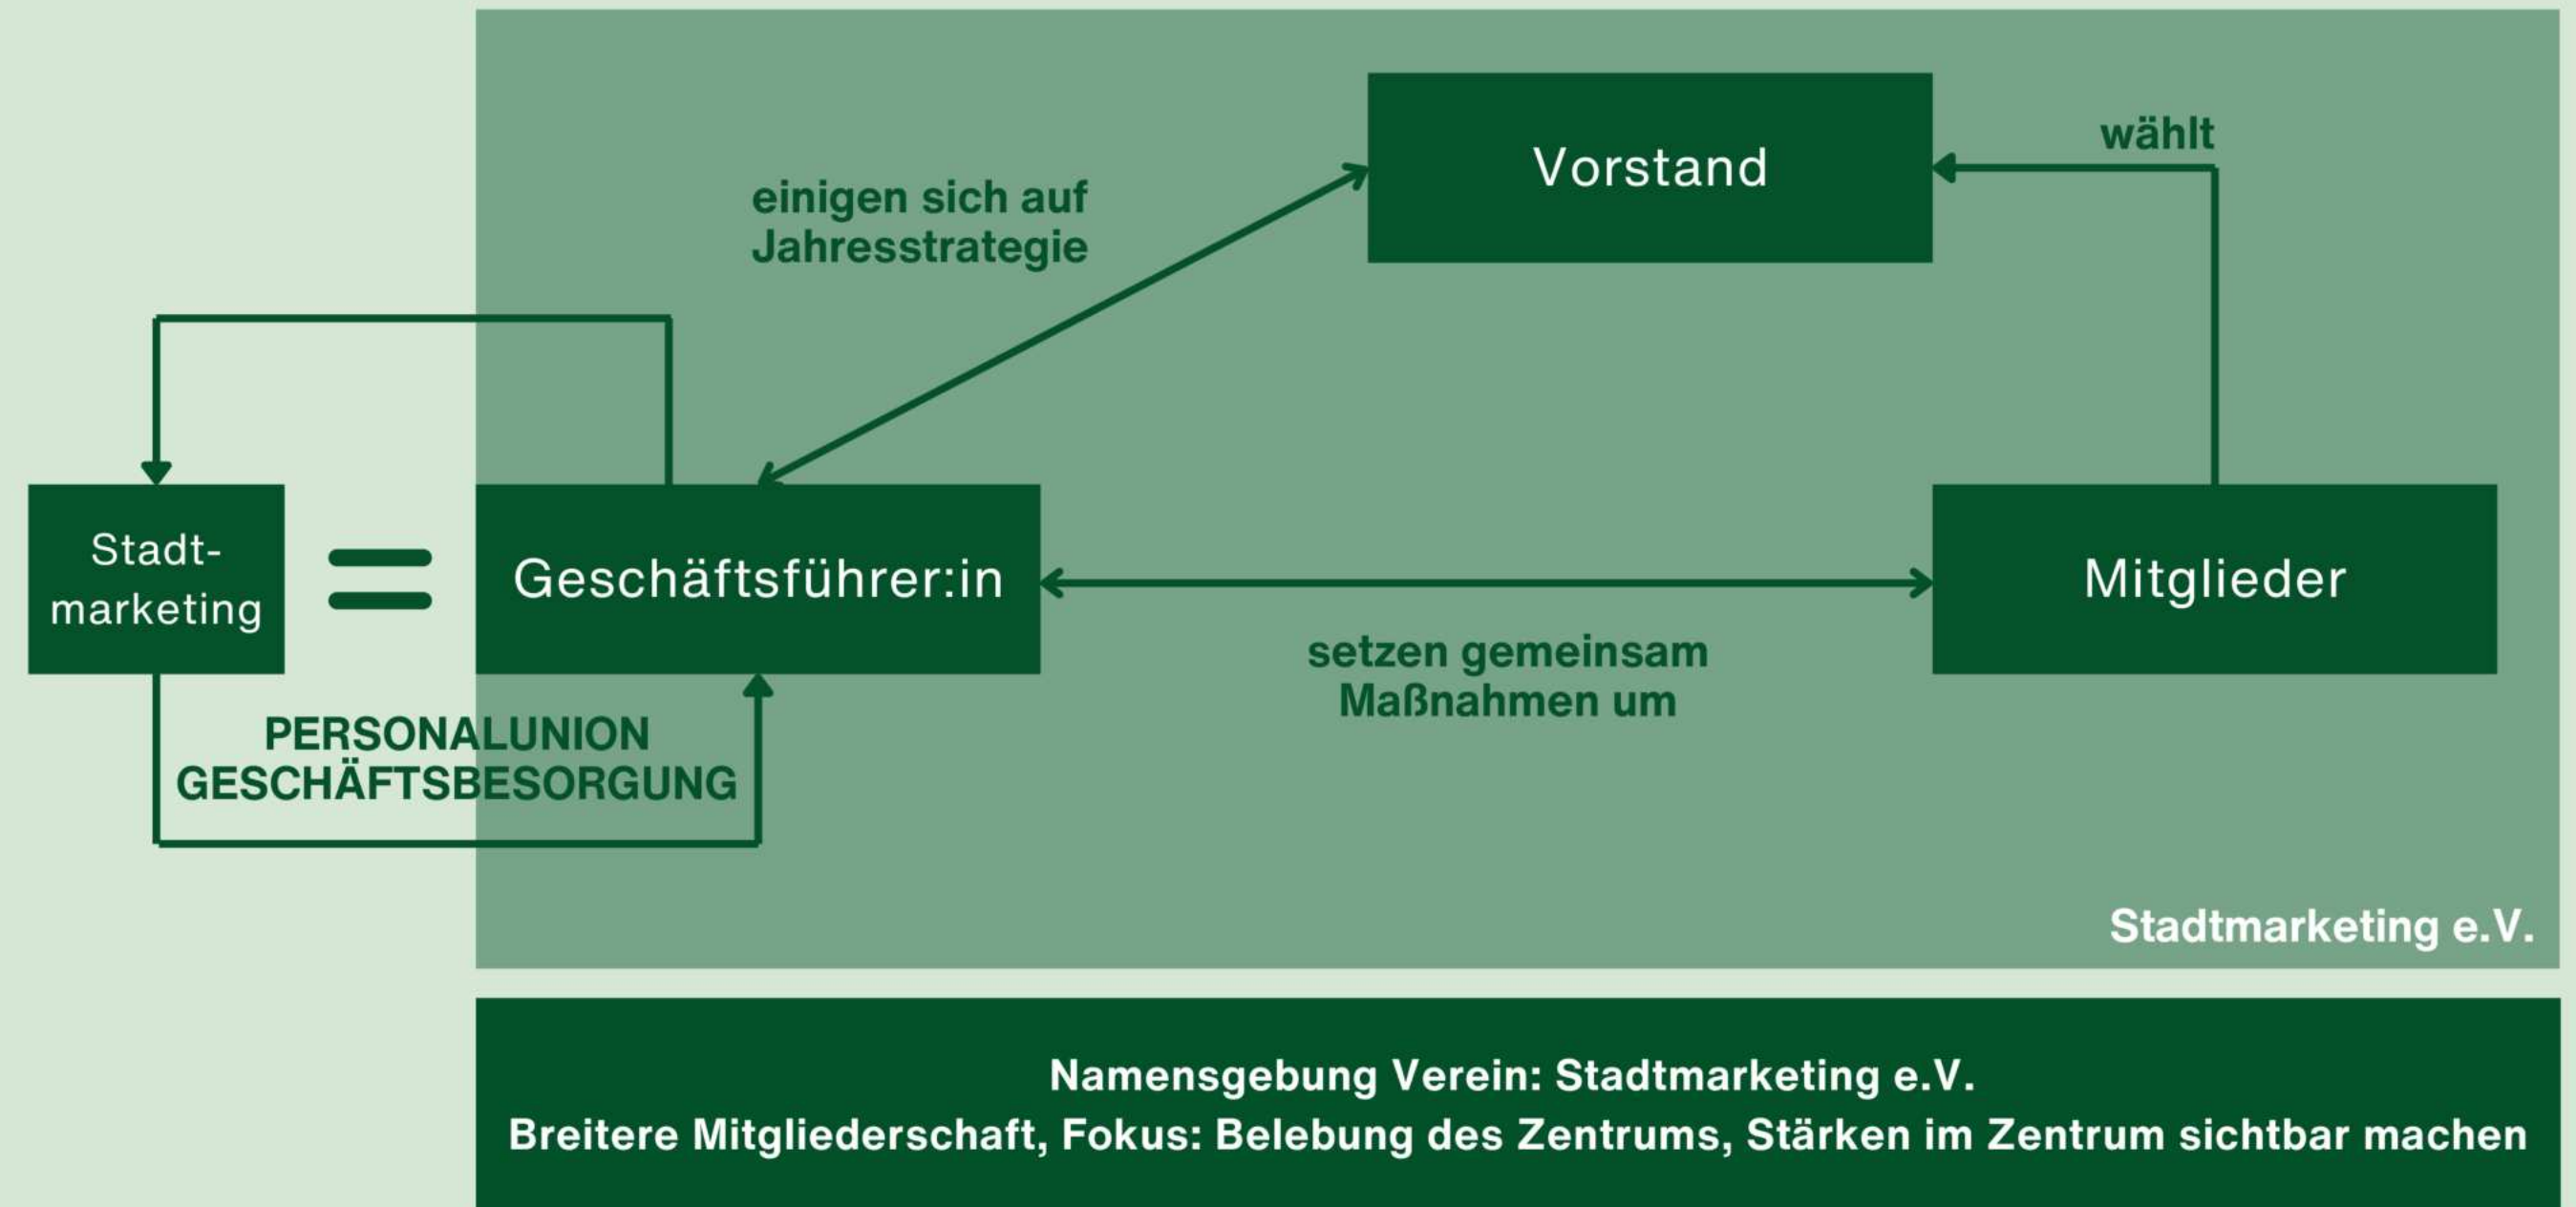 Vorstand
wählt
einigen sich auf
Jahresstrategie
Stadt-
marketing
=
Geschäftsführer:in
Mitglieder
setzen gemeinsam
Maßnahmen um
PERSONALUNION
GESCHÄFTSBESORGUNG
Stadtmarketing e.V.
Namensgebung Verein: Stadtmarketing e.V.
Breitere Mitgliederschaft, Fokus: Belebung des Zentrums, Stärken im Zentrum sichtbar machen